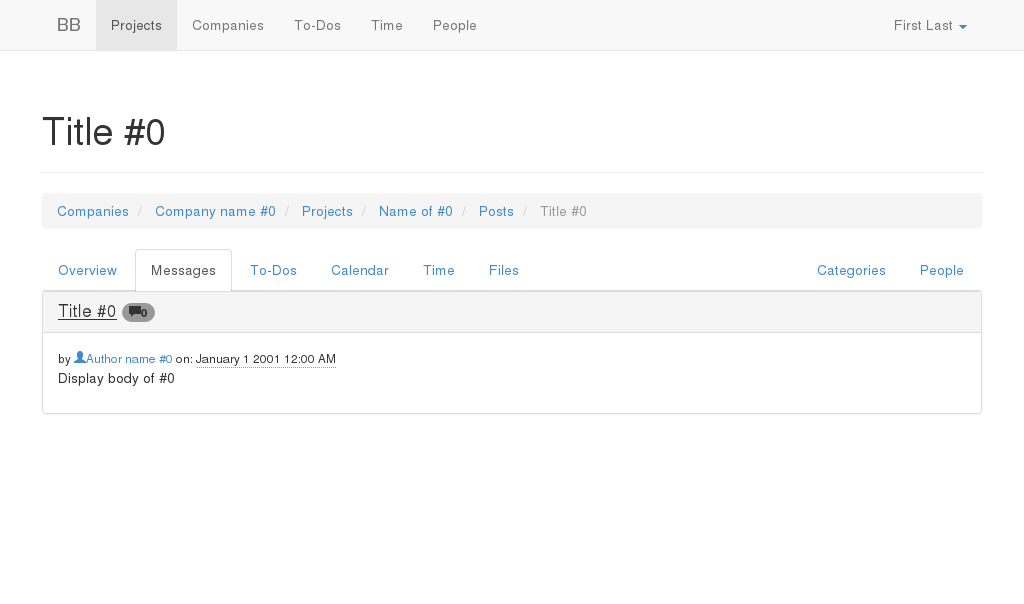 BB Projects Companies To-Dos Time People First Last
Title #0
Companies / Company name #0 / Projects / Name of #0 / Posts / Title #0
Overview Messages To-Dos Calendar Time Files Categories People
Title #0 0
by Author name #0 on: January 1 2001 12:00 AM
Display body of #0